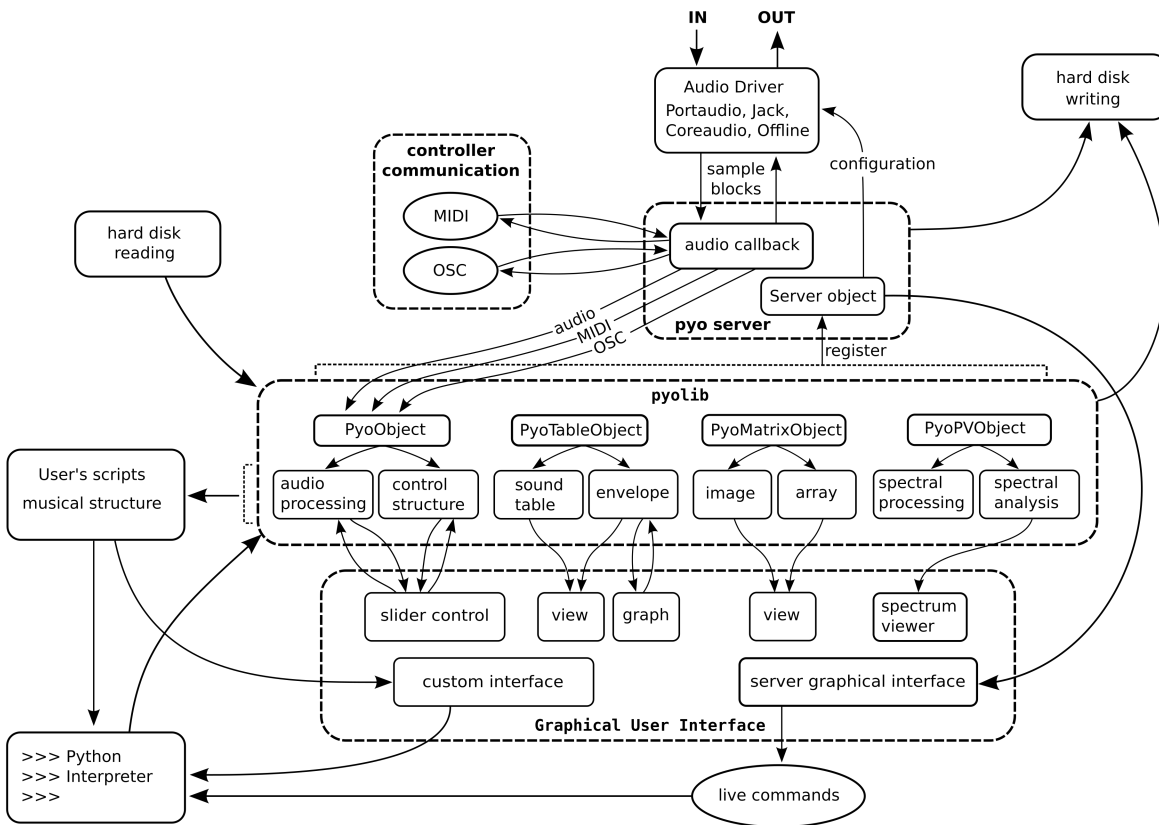 IN
OUT
Audio Driver
Portaudio, Jack,
Coreaudio, Offline
hard disk
writing
controller
communication
configuration
sample
blocks
MIDI
OSC
audio callback
hard disk
reading
Server object
pyo server
audio
MIDI
OSC
register
pyolib
PyoObject
PyoTableObject
PyoMatrixObject
PyoPVObject
User's scripts
musical structure
audio
processing
control
structure
sound
table
envelope
image
array
spectral
processing
spectral
analysis
slider control
view
graph
view
spectrum
viewer
custom interface
server graphical interface
Graphical User Interface
>>> Python
>>> Interpreter
>>>
live commands